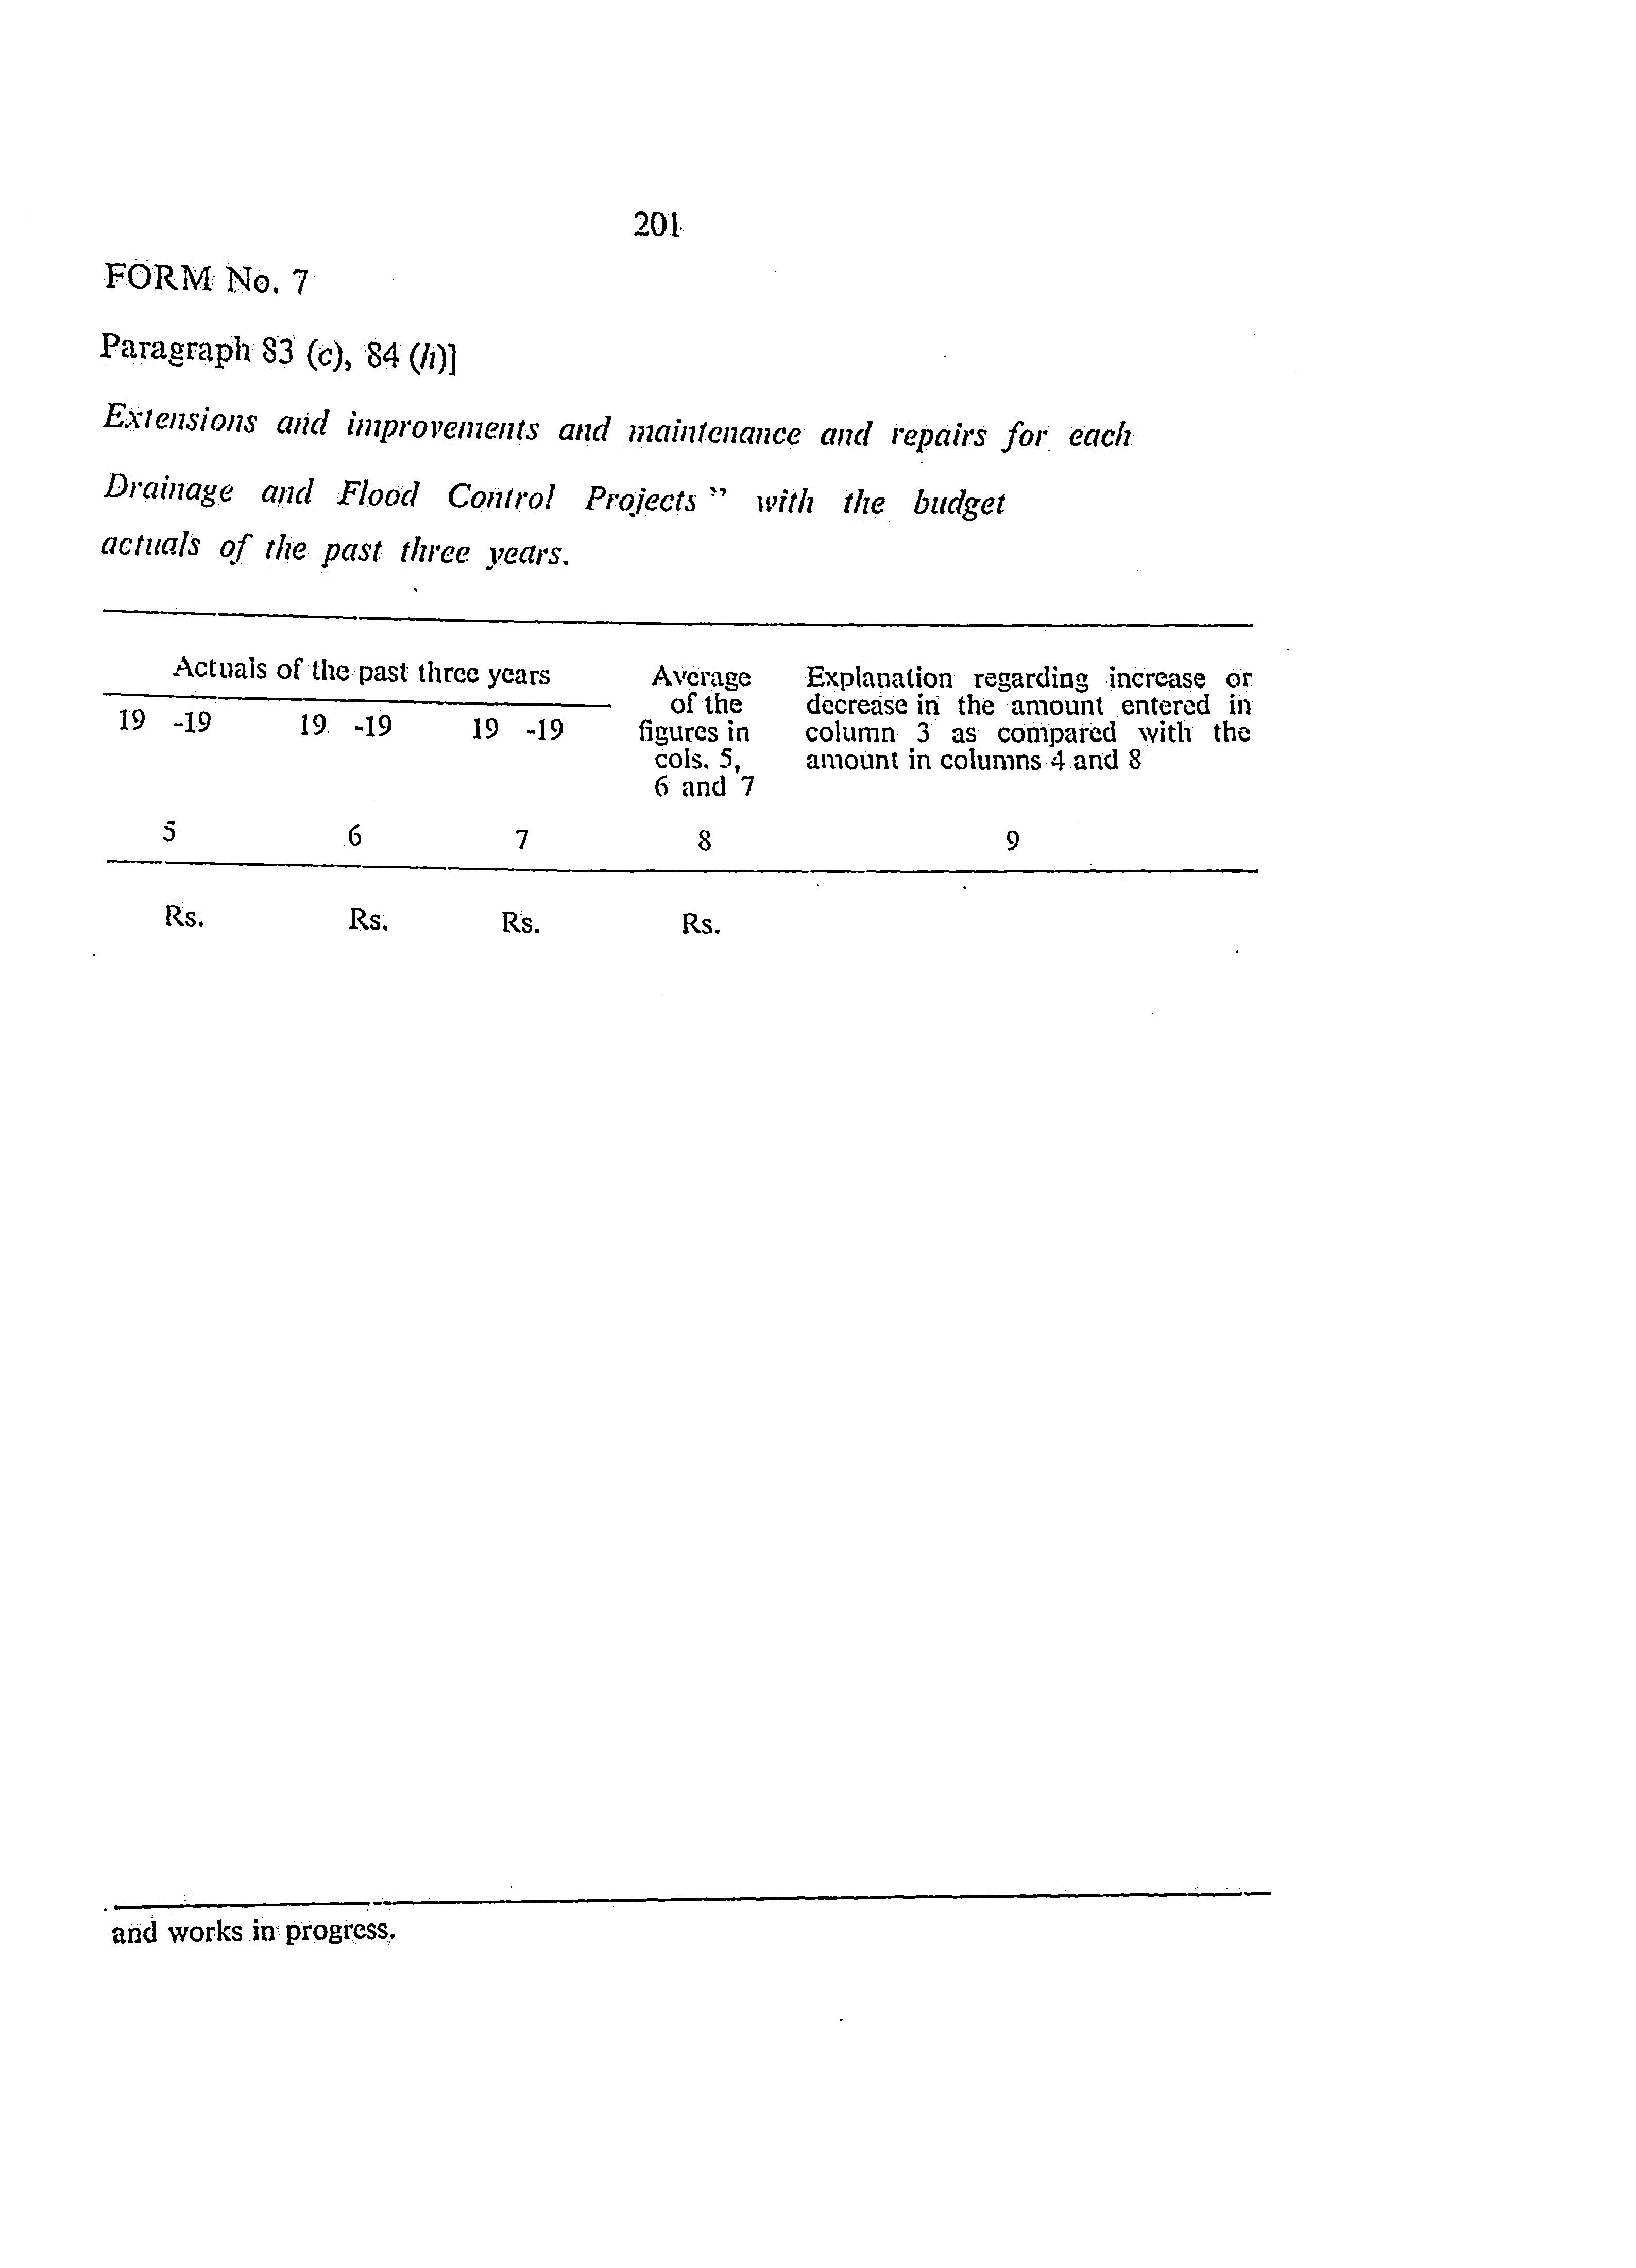 201
FORM No. 7
Paragraph 83 (c), 84 (h)]
Extensions and improvements and maintenance and repairs for each
Drainage and Flood Control Projects” with the budget
actuals of the past three years.
Actuals of the past three years
19 -19 19 -19 19 -19
Average
of the
figures in
cols. 5,
6 and 7
Explanation regarding increase or
decrease in the amount entered in
column 3 as compared with the
amount in columns 4 and 8
5 6 7 8 9
Rs. Rs. Rs. Rs.
and works in progress.